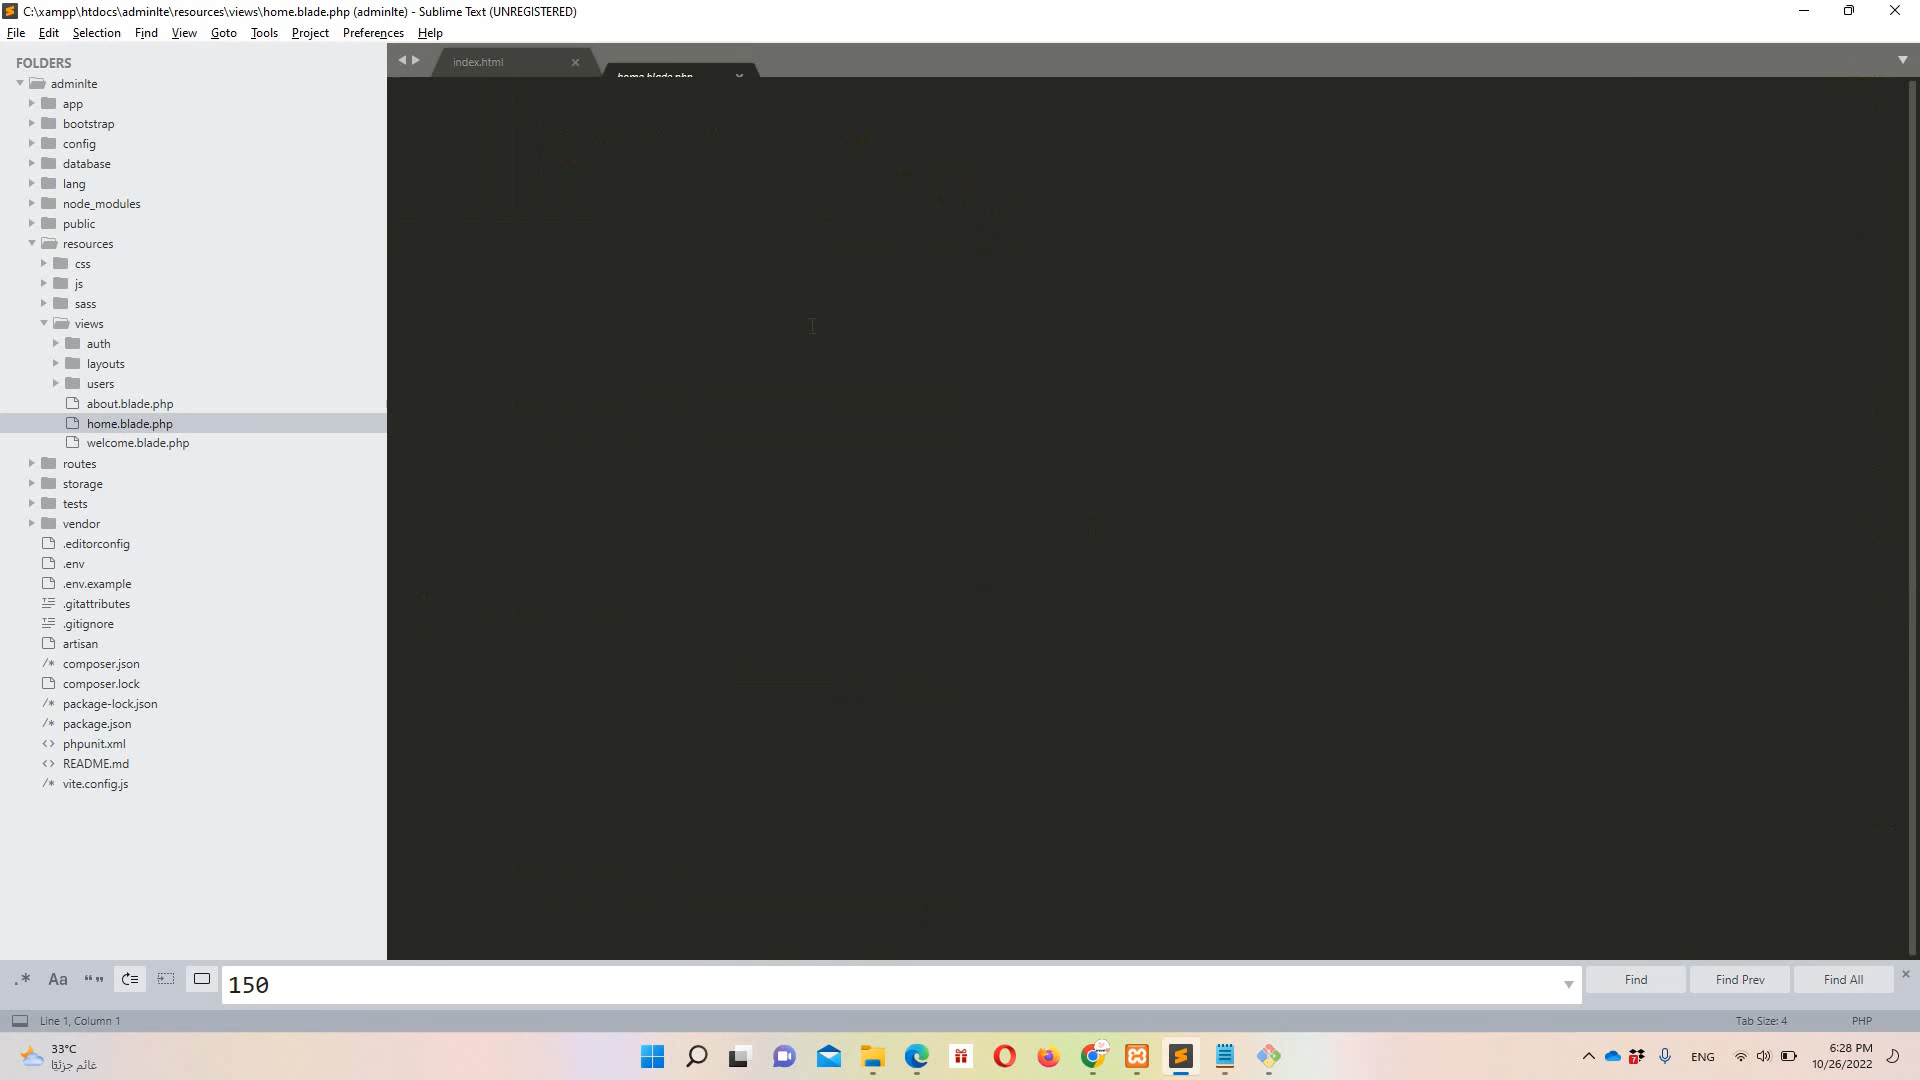 C:\xampp\htdocs\adminlte\resources\views\home.blade.php (adminlte) - Sublime Text (UNREGISTERED)
File Edit Selection Find View Goto Tools Project Preferences Help
FOLDERS
index.html
home.blade.php
adminlte
app
bootstrap
config
database
lang
node_modules
public
resources
css
js
sass
views
auth
layouts
users
about.blade.php
home.blade.php
welcome.blade.php
routes
storage
tests
vendor
.editorconfig
.env
.env.example
.gitattributes
.gitignore
artisan
/* composer.json
composer.lock
/* package-lock.json
/* package.json
<> phpunit.xml
<> README.md
/* vite.config.js
.* Aa “ ” 150 Find Find Prev Find All
Line 1, Column 1 Tab Size: 4 PHP
33°C
غائم جزئيًا
ENG
6:28 PM
10/26/2022